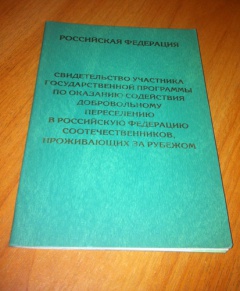 РОССИЙСКАЯ ФЕДЕРАЦИЯ
СВИДЕТЕЛЬСТВО УЧАСТНИКА
ГОСУДАРСТВЕННОЙ ПРОГРАММЫ
ПО ОКАЗАНИЮ СОДЕЙСТВИЯ
ДОБРОВОЛЬНОМУ
ПЕРЕСЕЛЕНИЮ
В РОССИЙСКУЮ ФЕДЕРАЦИЮ
СООТЕЧЕСТВЕННИКОВ,
ПРОЖИВАЮЩИХ ЗА РУБЕЖОМ